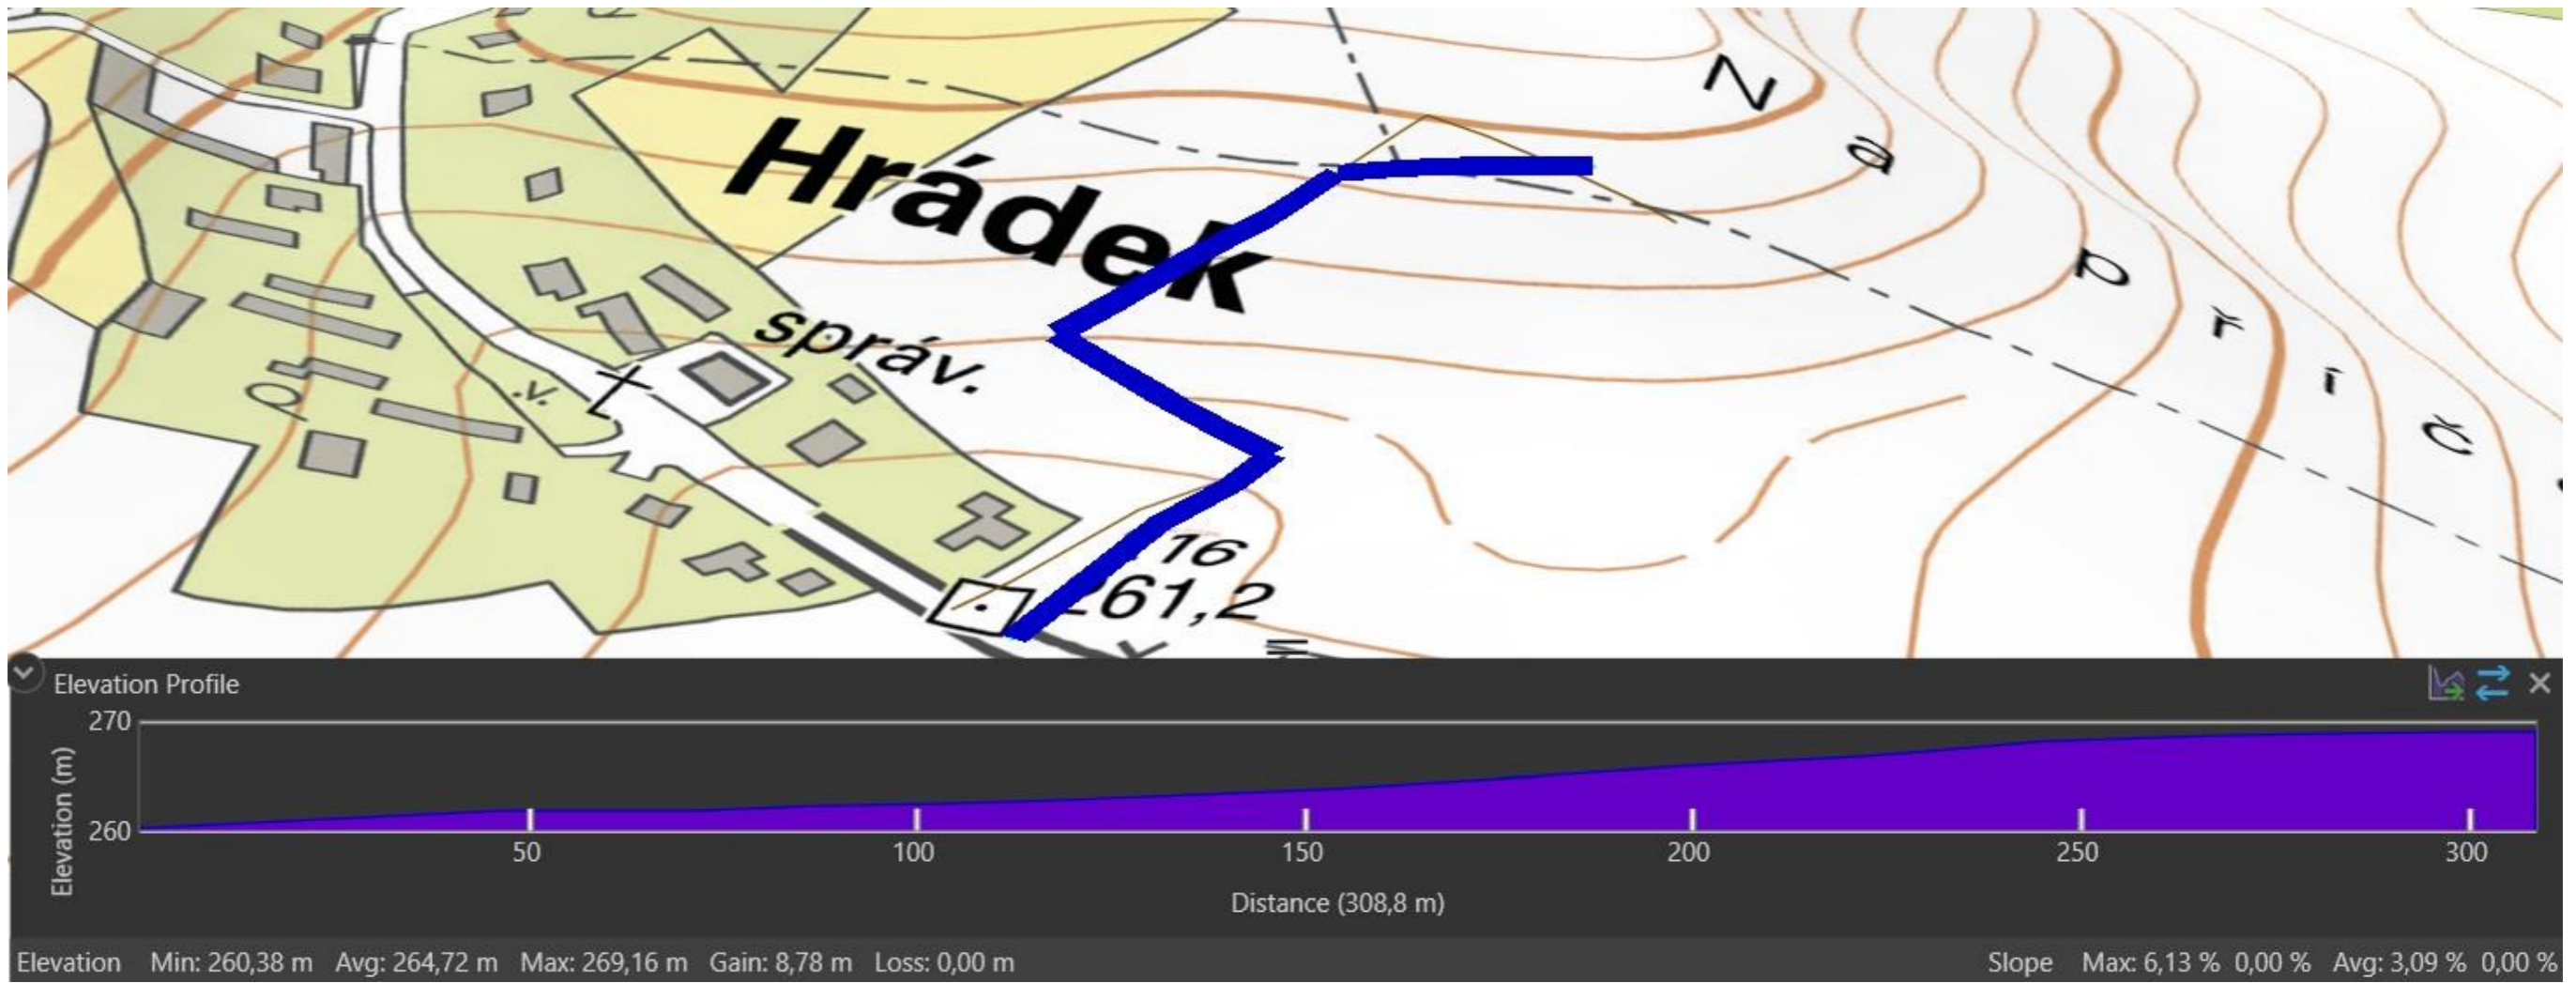 N
a
Hrádek
p
ř
správ.
í
.v.
č
16
261,2
Elevation Profile
270
Elevation (m)
260
50 100 150 200 250 300
Distance (308,8 m)
Elevation Min: 260,38 m Avg: 264,72 m Max: 269,16 m Gain: 8,78 m Loss: 0,00 m Slope Max: 6,13 % 0,00 % Avg: 3,09 % 0,00 %